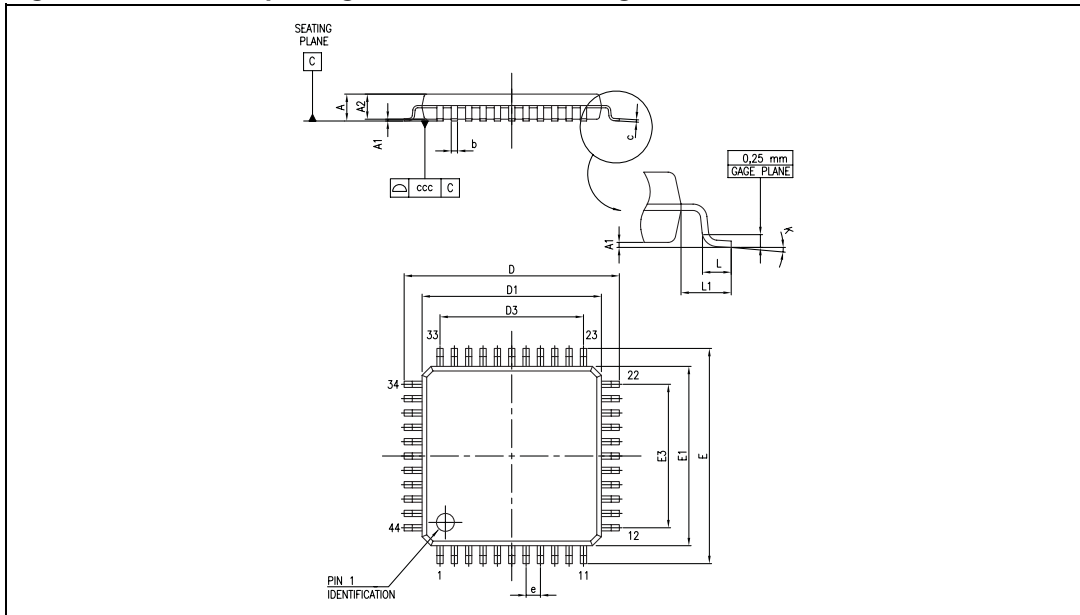 SEATING
PLANE
C
A
A2
A1
b
c
ccc C
0,25 mm
GAGE PLANE
A1
K
L
L1
D
D1
D3
33
23
34
22
E3
E1
E
44
12
PIN 1
IDENTIFICATION
1
11
e